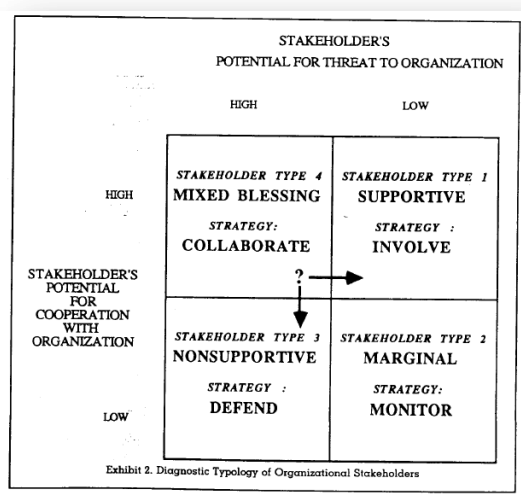 STAKEHOLDER'S
POTENTIAL FOR THREAT TO ORGANIZATION
HIGH
LOW
HIGH
STAKEHOLDER TYPE 4
MIXED BLESSING
STRATEGY:
COLLABORATE
STAKEHOLDER TYPE 1
SUPPORTIVE
STRATEGY :
INVOLVE
?
STAKEHOLDER'S
POTENTIAL
FOR
COOPERATION
WITH
ORGANIZATION
LOW
STAKEHOLDER TYPE 3
NONSUPPORTIVE
STRATEGY :
DEFEND
STAKEHOLDER TYPE 2
MARGINAL
STRATEGY:
MONITOR
Exhibit 2. Diagnostic Typology of Organizational Stakeholders